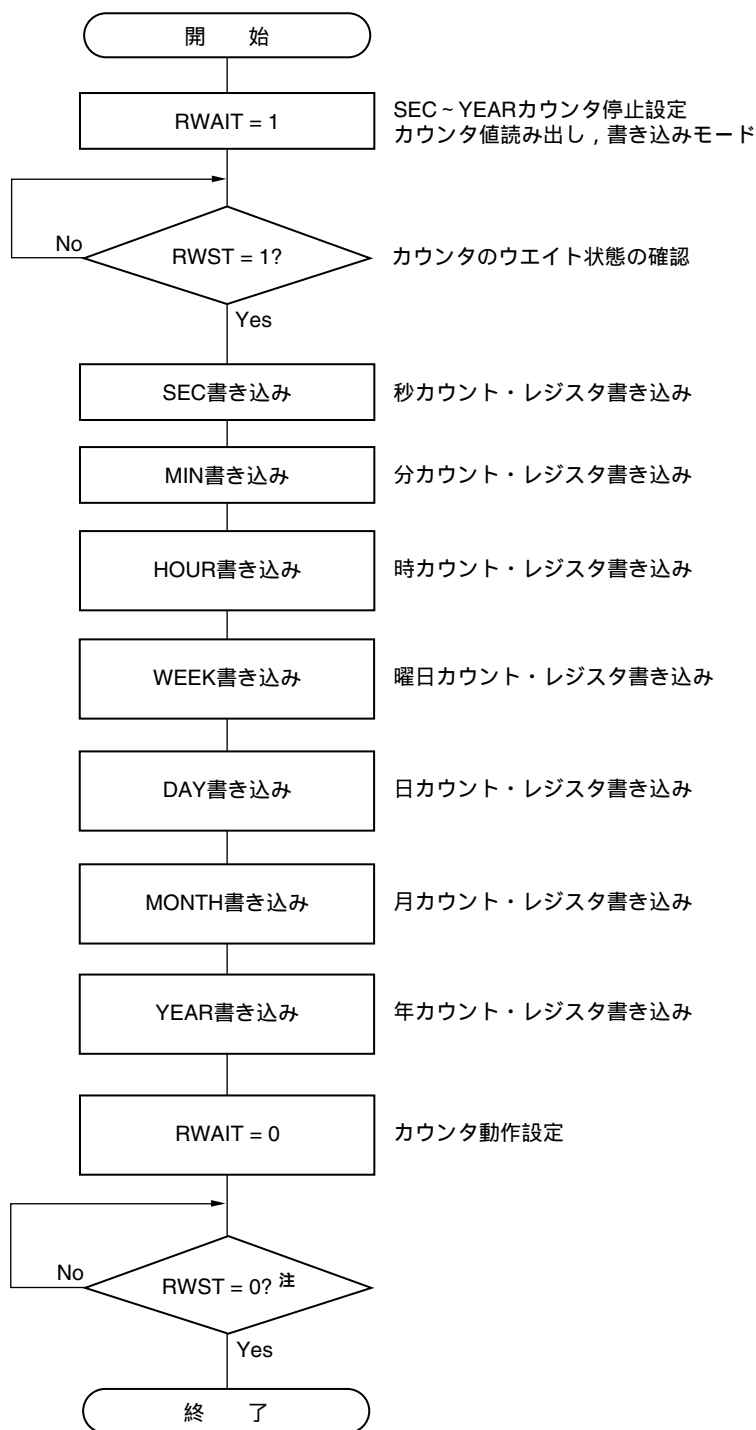 開　　始
RWAIT = 1
SEC～YEARカウンタ停止設定
カウンタ値読み出し，書き込みモード
No
RWST = 1?
カウンタのウエイト状態の確認
Yes
SEC書き込み
秒カウント・レジスタ書き込み
MIN書き込み
分カウント・レジスタ書き込み
HOUR書き込み
時カウント・レジスタ書き込み
WEEK書き込み
曜日カウント・レジスタ書き込み
DAY書き込み
日カウント・レジスタ書き込み
MONTH書き込み
月カウント・レジスタ書き込み
YEAR書き込み
年カウント・レジスタ書き込み
RWAIT = 0
カウンタ動作設定
No
RWST = 0? 注
Yes
終　　了